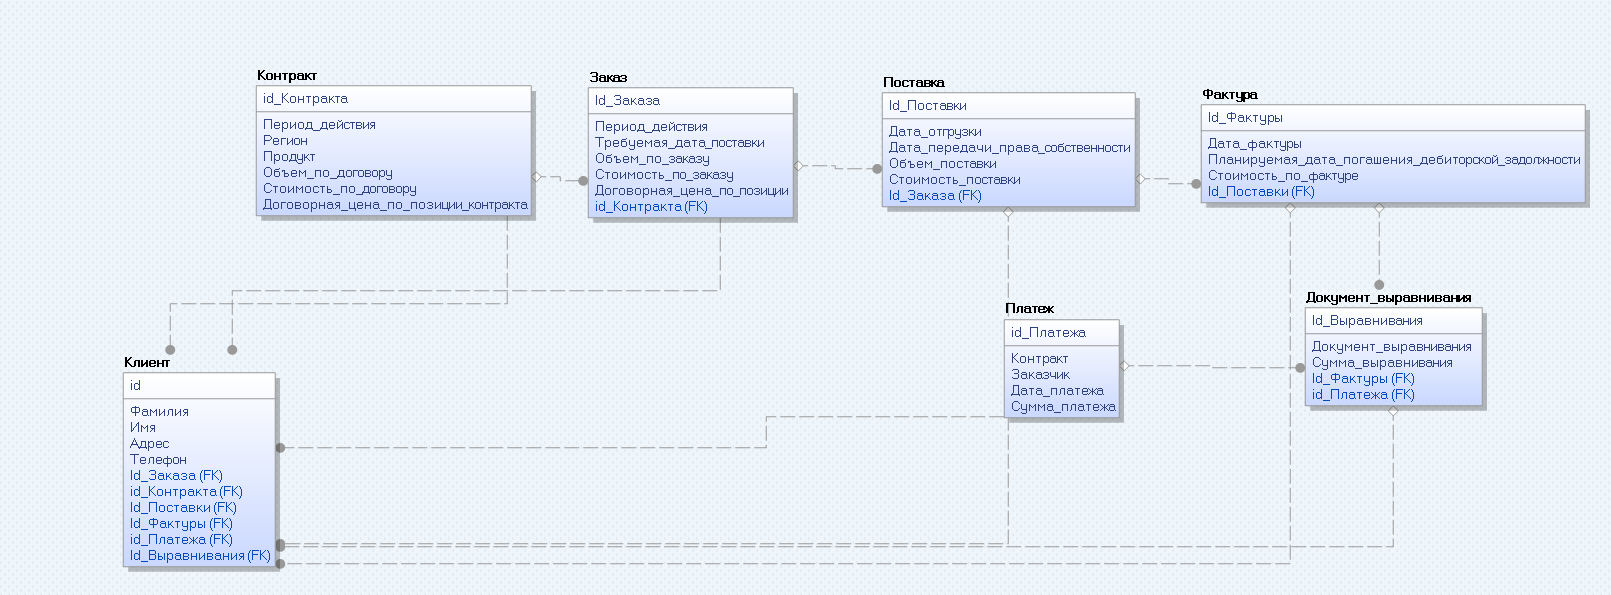 Контракт
id_Контракта
Период_действия
Регион
Продукт
Объем_по_договору
Стоимость_по_договору
Договорная_цена_по_позиции_контракта
Заказ
Id_Заказа
Период_действия
Требуемая_дата_поставки
Объем_по_заказу
Стоимость_по_заказу
Договорная_цена_по_позиции
id_Контракта (FK)
Поставка
Id_Поставки
Дата_отгрузки
Дата_передачи_права_собственности
Объем_поставки
Стоимость_поставки
Id_Заказа (FK)
Фактура
Id_Фактуры
Дата_фактуры
Планируемая_дата_погашения_дебиторской_задолжности
Стоимость_по_фактуре
Id_Поставки (FK)
Платеж
id_Платежа
Контракт
Заказчик
Дата_платежа
Сумма_платежа
Документ_выравнивания
Id_Выравнивания
Документ_выравнивания
Сумма_выравнивания
Id_Фактуры (FK)
id_Платежа (FK)
Клиент
id
Фамилия
Имя
Адрес
Телефон
Id_Заказа (FK)
id_Контракта (FK)
Id_Поставки (FK)
Id_Фактуры (FK)
id_Платежа (FK)
Id_Выравнивания (FK)